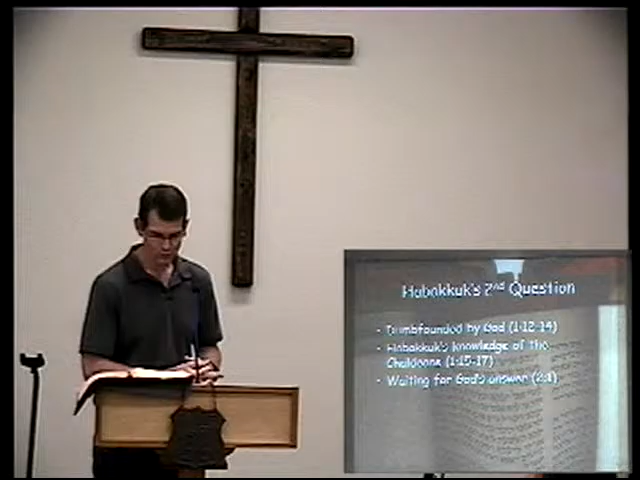 Habakkuk's 2nd Question
- Dumbfounded by God (1:12-14)
- Habakkuk's knowledge of the
Chaldeans (1:15-17)
- Waiting for God's answer (2:1)